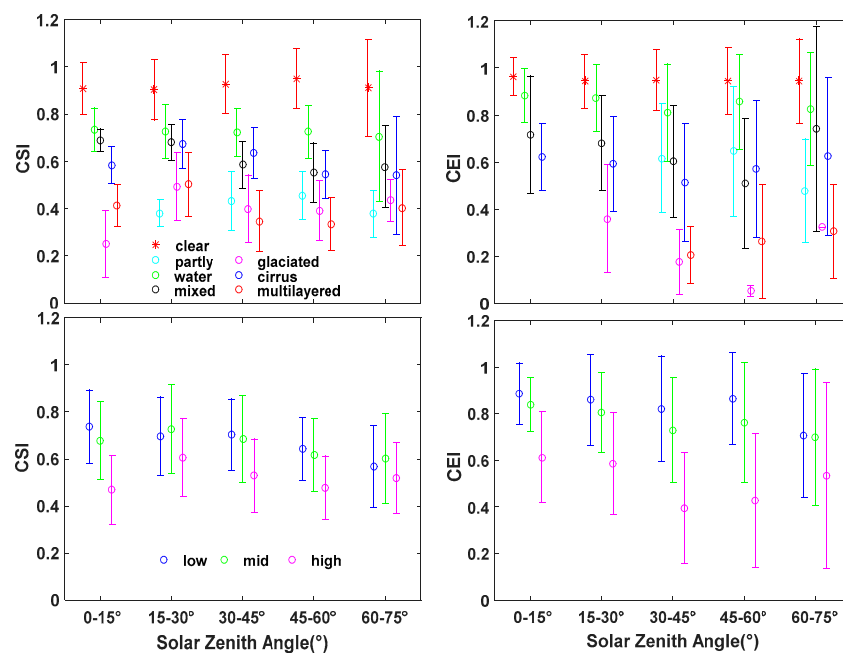 1.2
1
0.8
0.6
0.4
0.2
0
CSI
clear
partly
water
mixed
glaciated
cirrus
multilayered
1.2
1
0.8
0.6
0.4
0.2
0
CEI
1.2
1
0.8
0.6
0.4
0.2
0
CSI
low mid high
0-15° 15-30° 30-45° 45-60° 60-75°
Solar Zenith Angle(°)
1.2
1
0.8
0.6
0.4
0.2
0
CEI
0-15° 15-30° 30-45° 45-60° 60-75°
Solar Zenith Angle(°)